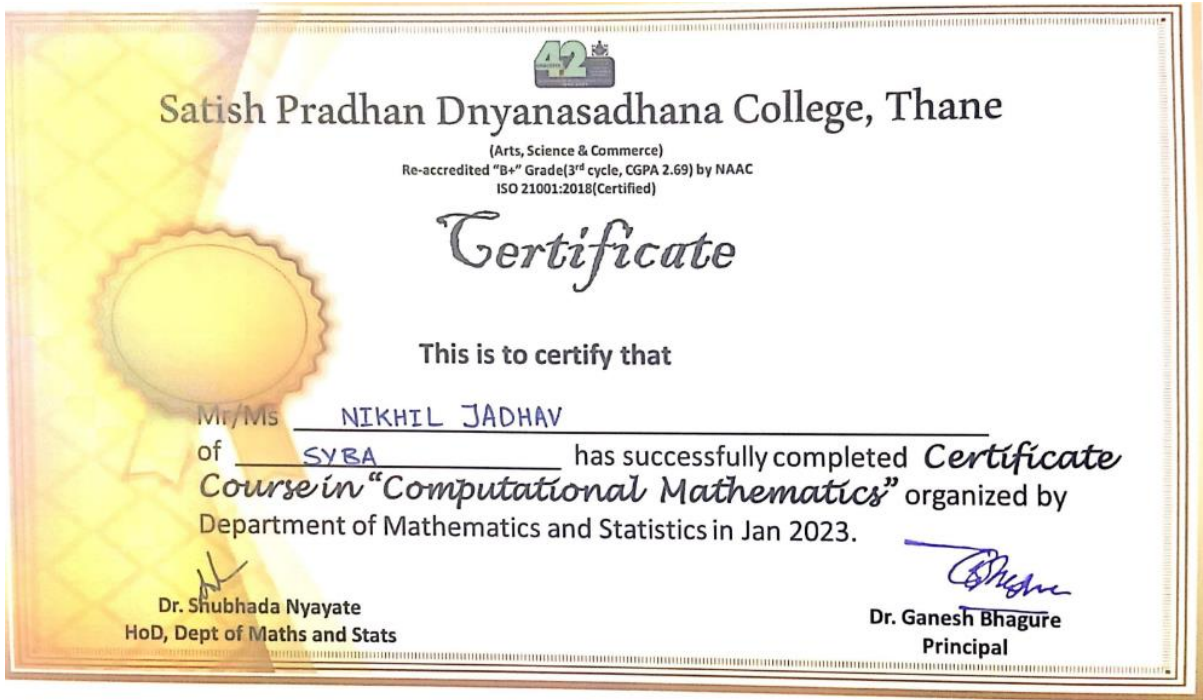 42
Satish Pradhan Dnyanasadhana College, Thane
(Arts, Science & Commerce)
Re-accredited "B+" Grade(3rd cycle, CGPA 2.69) by NAAC
ISO 21001:2018(Certified)
Certificate
This is to certify that
Mr/Ms NIKHIL JADHAV
of SYBA has successfully completed Certificate
Course in "Computational Mathematics" organized by
Department of Mathematics and Statistics in Jan 2023.
Dr. Shubhada Nyayate
HoD, Dept of Maths and Stats
Dr. Ganesh Bhagure
Principal